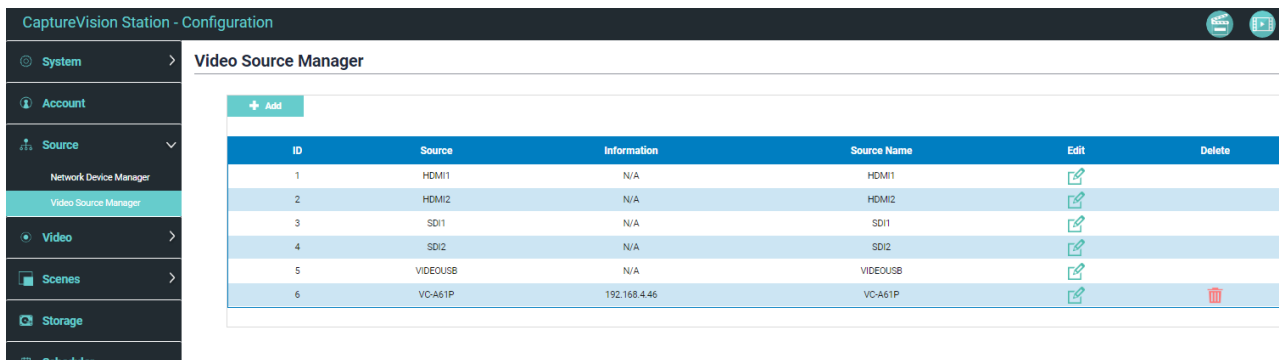 CaptureVision Station - Configuration
System
Account
Source
Network Device Manager
Video Source Manager
Video
Scenes
Storage
Video Source Manager
+ Add
ID Source Information Source Name Edit Delete
1 HDMI1 N/A HDMI1
2 HDMI2 N/A HDMI2
3 SDI1 N/A SDI1
4 SDI2 N/A SDI2
5 VIDEOUSB N/A VIDEOUSB
6 VC-A61P 192.168.4.46 VC-A61P